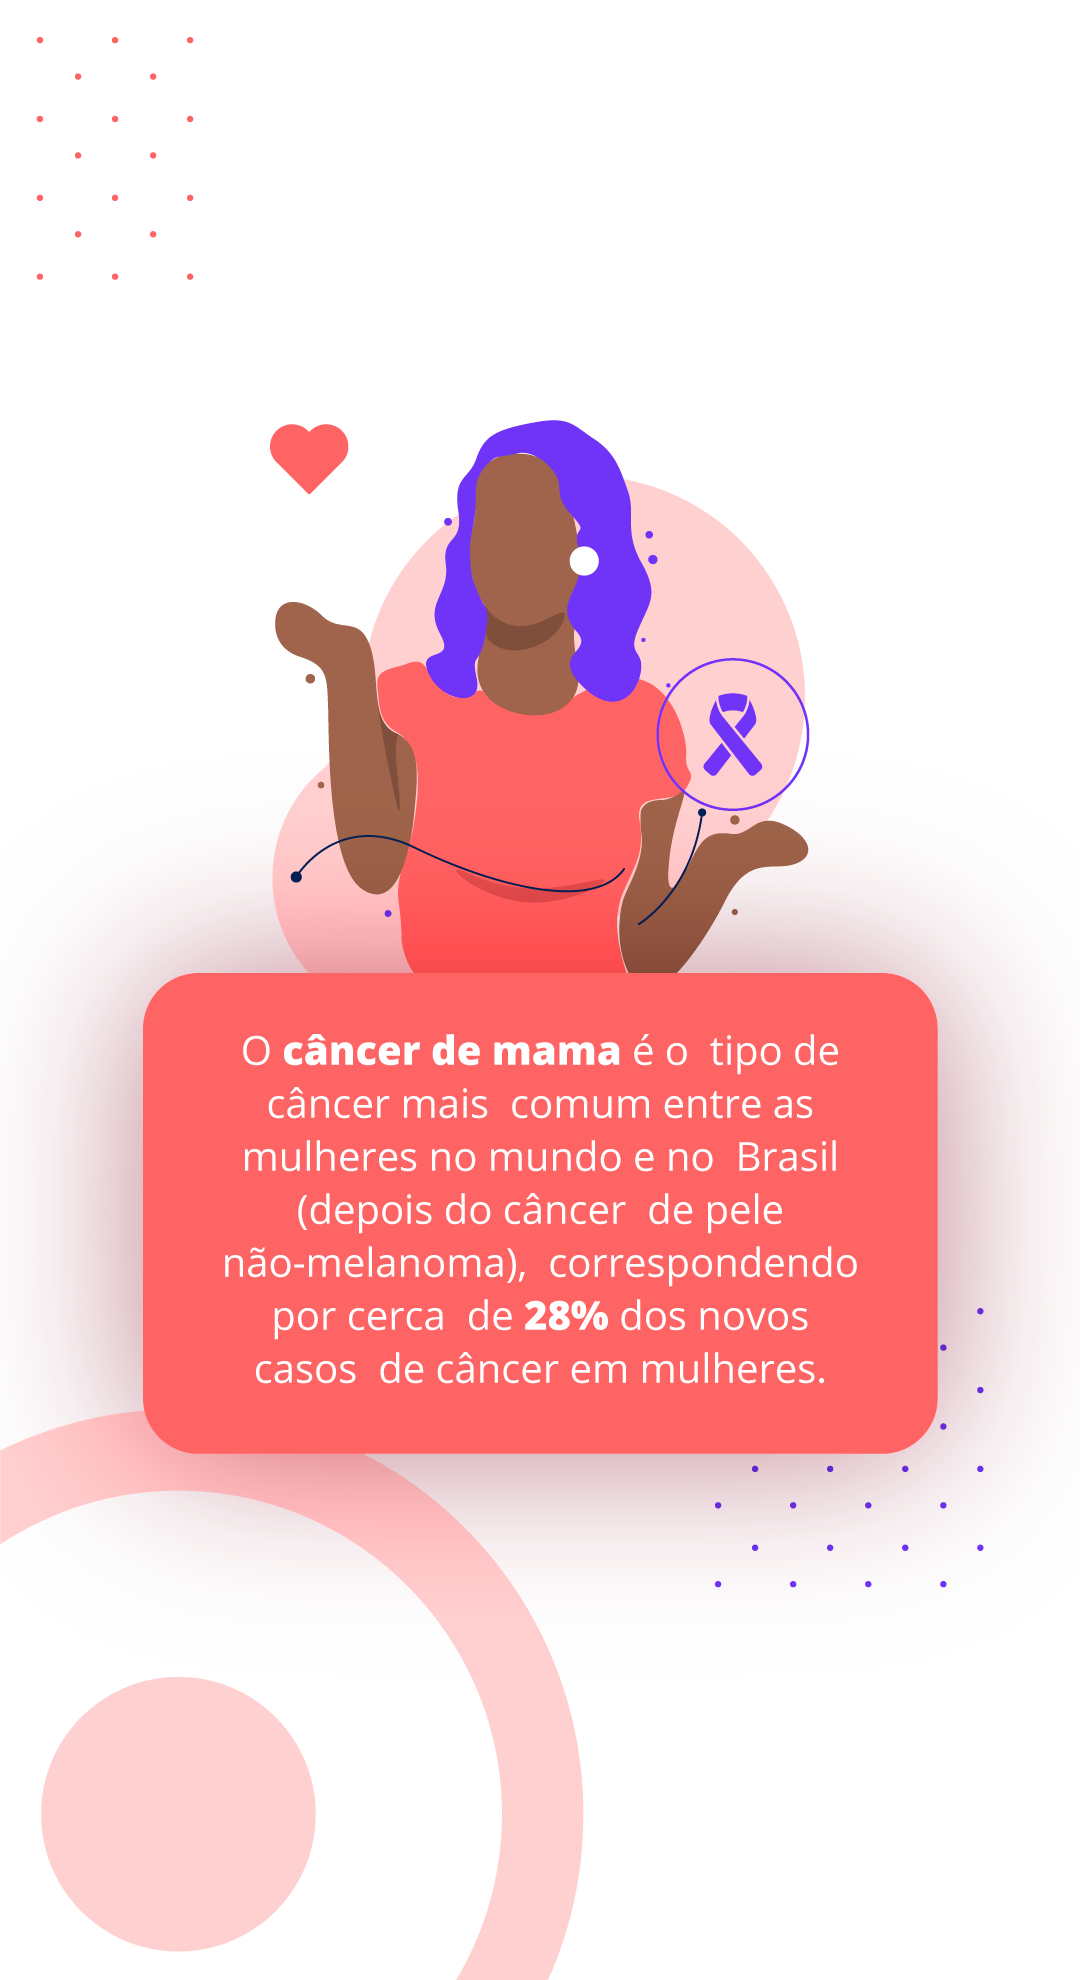 O câncer de mama é o tipo de
câncer mais comum entre as
mulheres no mundo e no Brasil
(depois do câncer de pele
não-melanoma), correspondendo
por cerca de 28% dos novos
casos de câncer em mulheres.